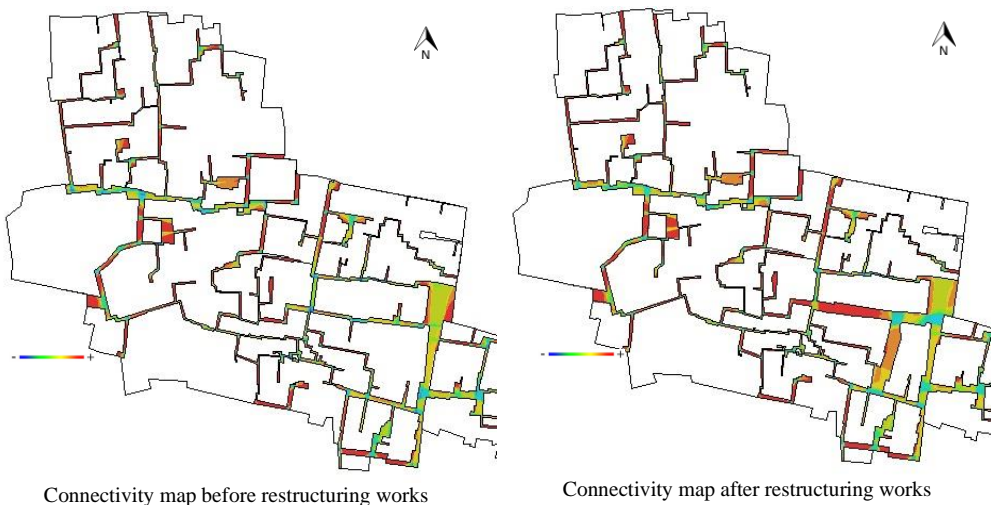 N
N
- +
- +
Connectivity map before restructuring works
Connectivity map after restructuring works